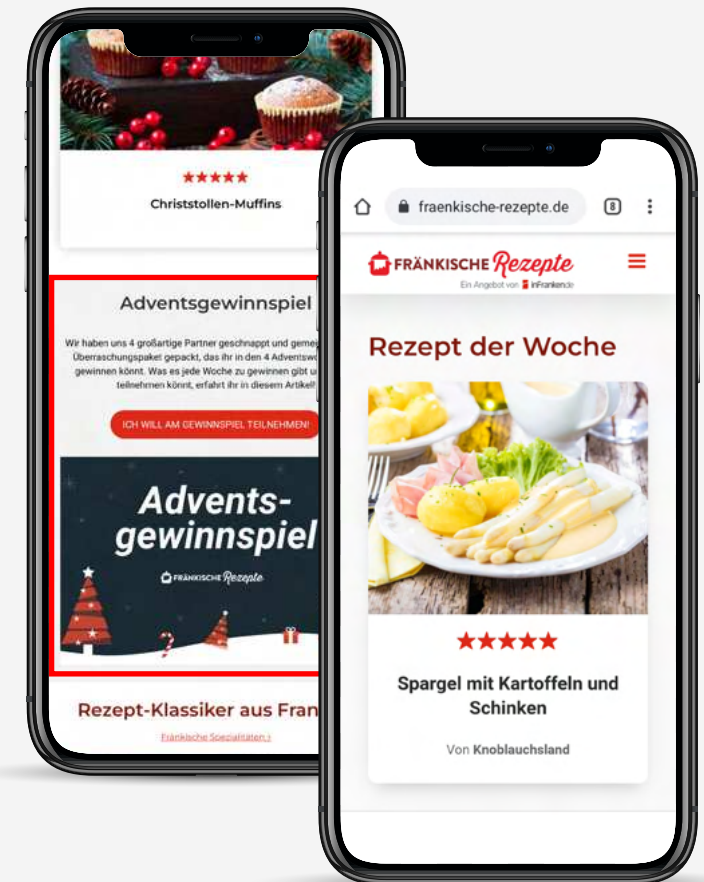 Christstollen-Muffins
Adventsgewinnspiel
Wir haben uns 4 großartige Partner geschnappt und gemei
Überraschungspaket gepackt, das ihr in den 4 Adventswo
gewinnen könnt. Was es jede Woche zu gewinnen gibt u
teilnehmen könnt, erfahrt ihr in diesem Artikel!
ICH WILL AM GEWINNSPIEL TEILNEHMEN!
Advents-
gewinnspiel
FRÄNKISCHE Rezepte
Rezept-Klassiker aus Fran
Fränkische Spezialitäten ›
fraenkische-rezepte.de
8
FRÄNKISCHE Rezepte
Ein Angebot von inFranken.de
Rezept der Woche
Spargel mit Kartoffeln und
Schinken
Von Knoblauchsland